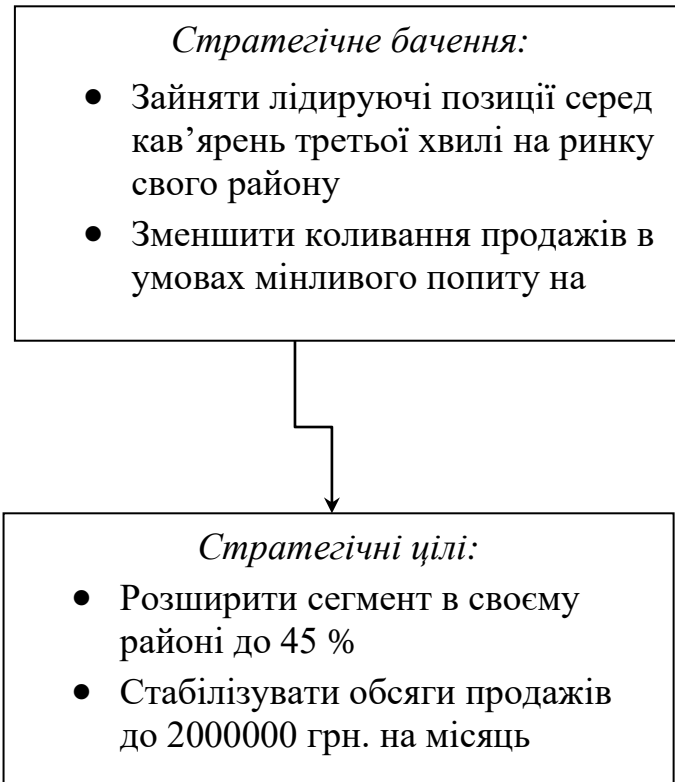 Стратегічне бачення:
● Зайняти лідируючі позиції серед
кав’ярень третьої хвилі на ринку
свого району
● Зменшити коливання продажів в
умовах мінливого попиту на
Стратегічні цілі:
● Розширити сегмент в своєму
районі до 45 %
● Стабілізувати обсяги продажів
до 2000000 грн. на місяць